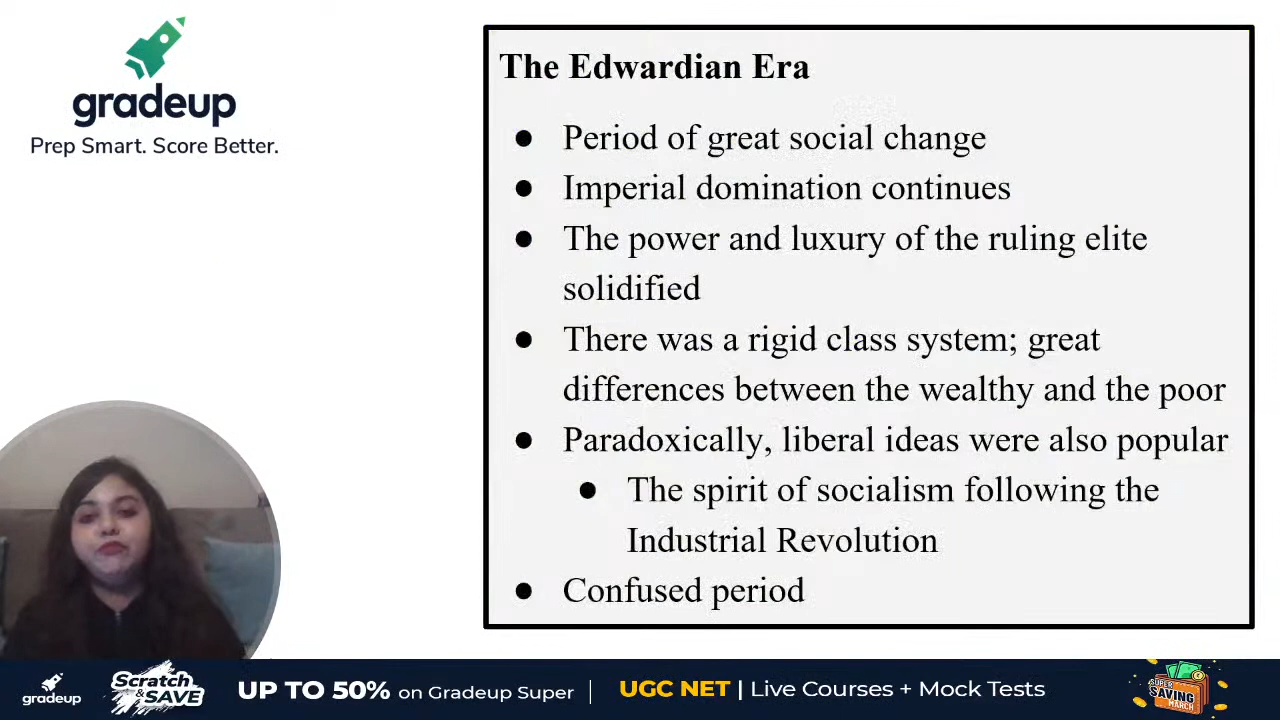 gradeup
Prep Smart. Score Better.
The Edwardian Era
● Period of great social change
● Imperial domination continues
● The power and luxury of the ruling elite
solidified
● There was a rigid class system; great
differences between the wealthy and the poor
● Paradoxically, liberal ideas were also popular
● The spirit of socialism following the
Industrial Revolution
● Confused period
gradeup
Scratch & SAVE
UP TO 50% on Gradeup Super | UGC NET | Live Courses + Mock Tests
SUPER SAVING MARCH